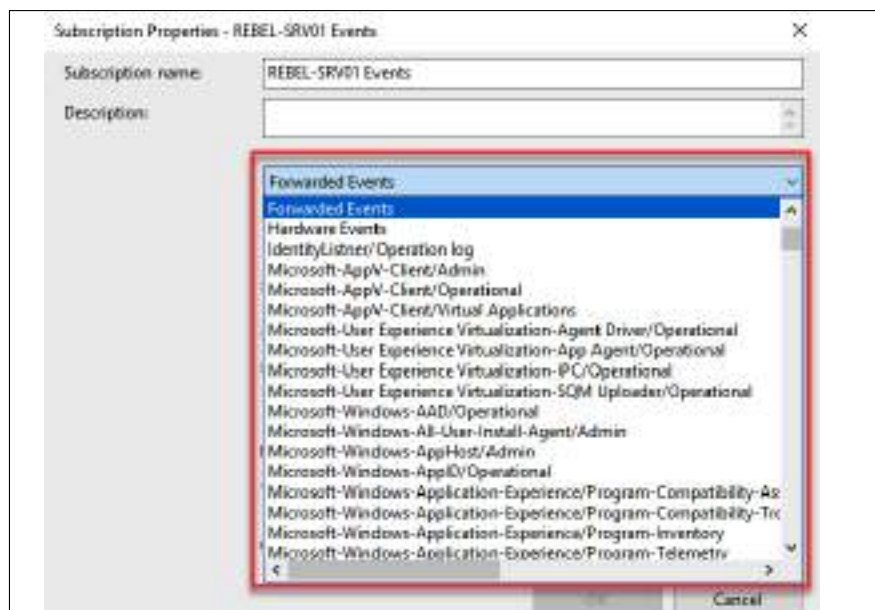 Subscription Properties - REBEL-SRV01 Events
Subscription name: REBEL-SRV01 Events
Description:
Forwarded Events
Forwarded Events
Hardware Events
IdentityListner/Operation log
Microsoft-AppV-Client/Admin
Microsoft-AppV-Client/Operational
Microsoft-AppV-Client/Virtual Applications
Microsoft-User Experience Virtualization-Agent Driver/Operational
Microsoft-User Experience Virtualization-App Agent/Operational
Microsoft-User Experience Virtualization-IPC/Operational
Microsoft-User Experience Virtualization-SQM Uploader/Operational
Microsoft-Windows-AAD/Operational
Microsoft-Windows-All-User-Install-Agent/Admin
Microsoft-Windows-AppHost/Admin
Microsoft-Windows-AppID/Operational
Microsoft-Windows-Application-Experience/Program-Compatibility-As
Microsoft-Windows-Application-Experience/Program-Compatibility-Tro
Microsoft-Windows-Application-Experience/Program-Inventory
Microsoft-Windows-Application-Experience/Program-Telemetry
Cancel